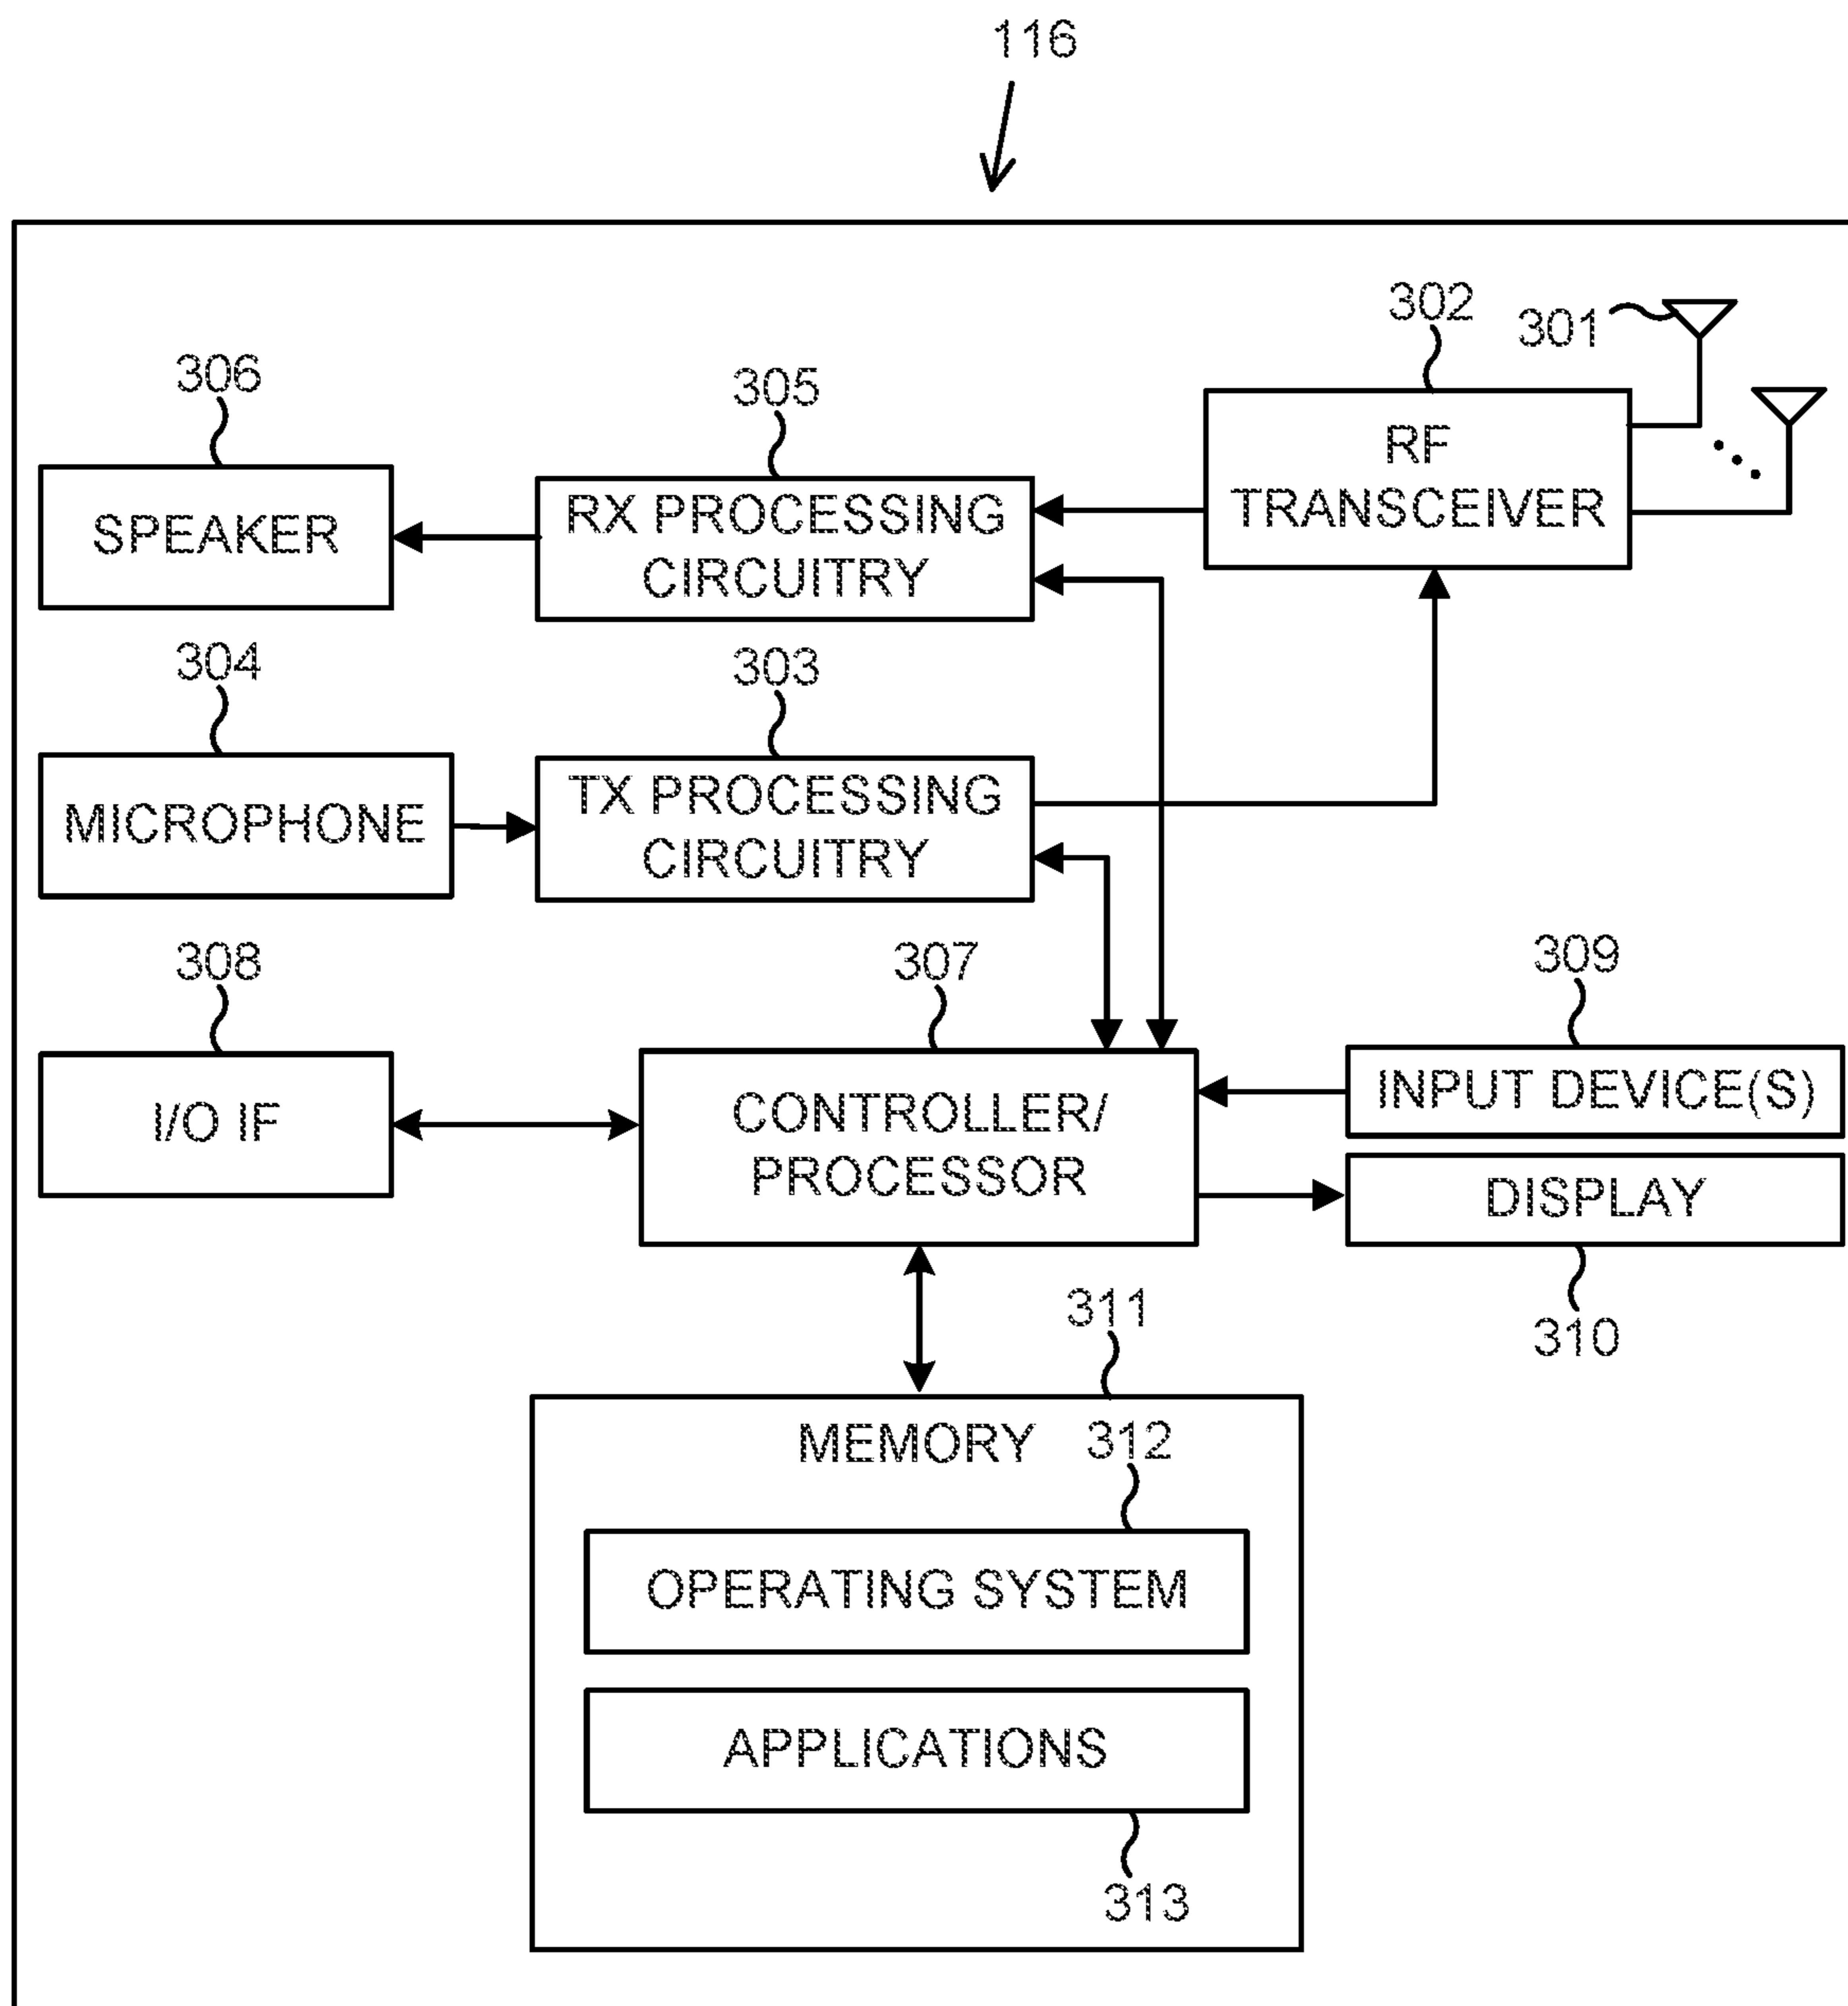 116
302
301
306
305
RF
TRANSCEIVER
SPEAKER
RX PROCESSING
CIRCUITRY
304
303
MICROPHONE
TX PROCESSING
CIRCUITRY
308
307
309
I/O IF
CONTROLLER/
PROCESSOR
INPUT DEVICE(S)
DISPLAY
310
311
MEMORY
312
OPERATING SYSTEM
APPLICATIONS
313